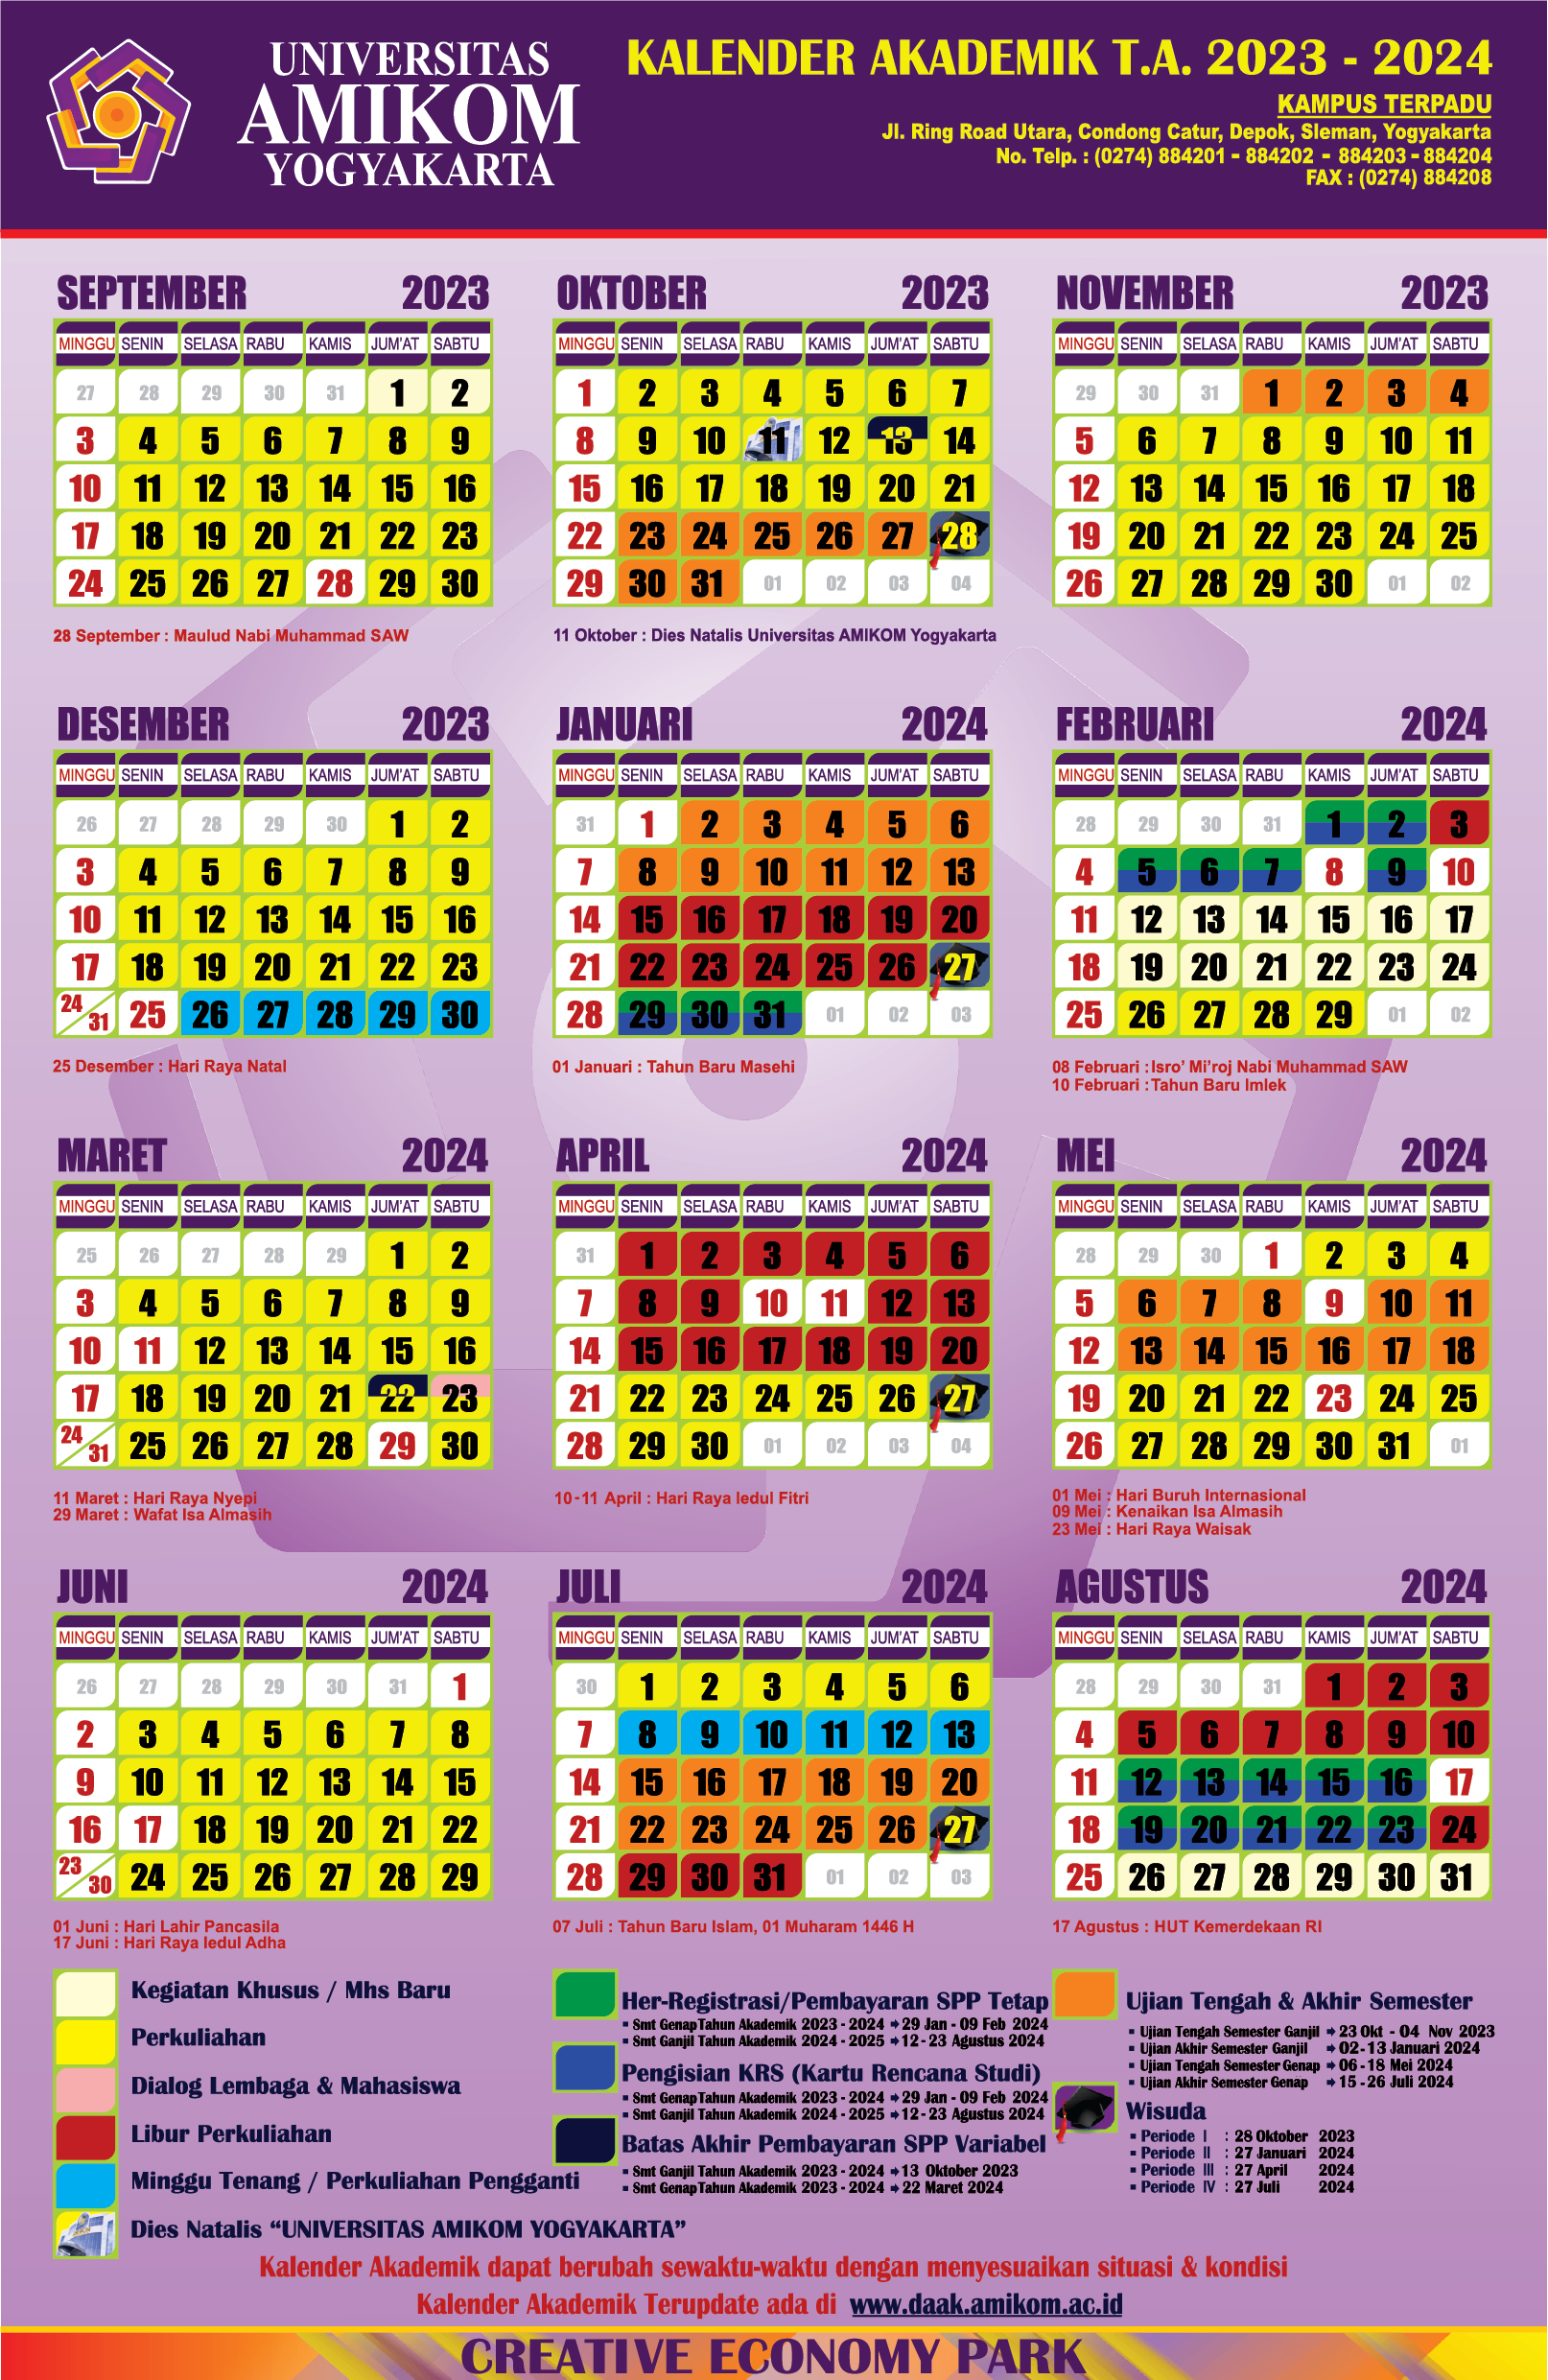 UNIVERSITAS
AMIKOM
YOGYAKARTA
KALENDER AKADEMIK T.A. 2023 - 2024
KAMPUS TERPADU
Jl. Ring Road Utara, Condong Catur, Depok, Sleman, Yogyakarta
No. Telp. : (0274) 884201 - 884202 - 884203 - 884204
FAX : (0274) 884208
SEPTEMBER 2023
MINGGU SENIN SELASA RABU KAMIS JUM'AT SABTU
27 28 29 30 31 1 2
3 4 5 6 7 8 9
10 11 12 13 14 15 16
17 18 19 20 21 22 23
24 25 26 27 28 29 30
28 September : Maulud Nabi Muhammad SAW
OKTOBER 2023
MINGGU SENIN SELASA RABU KAMIS JUM'AT SABTU
1 2 3 4 5 6 7
8 9 10 11 12 13 14
15 16 17 18 19 20 21
22 23 24 25 26 27 28
29 30 31 01 02 03 04
11 Oktober : Dies Natalis Universitas AMIKOM Yogyakarta
NOVEMBER 2023
MINGGU SENIN SELASA RABU KAMIS JUM'AT SABTU
29 30 31 1 2 3 4
5 6 7 8 9 10 11
12 13 14 15 16 17 18
19 20 21 22 23 24 25
26 27 28 29 30 01 02
DESEMBER 2023
MINGGU SENIN SELASA RABU KAMIS JUM'AT SABTU
26 27 28 29 30 1 2
3 4 5 6 7 8 9
10 11 12 13 14 15 16
17 18 19 20 21 22 23
24/31 25 26 27 28 29 30
25 Desember : Hari Raya Natal
JANUARI 2024
MINGGU SENIN SELASA RABU KAMIS JUM'AT SABTU
31 1 2 3 4 5 6
7 8 9 10 11 12 13
14 15 16 17 18 19 20
21 22 23 24 25 26 27
28 29 30 31 01 02 03
01 Januari : Tahun Baru Masehi
FEBRUARI 2024
MINGGU SENIN SELASA RABU KAMIS JUM'AT SABTU
28 29 30 31 1 2 3
4 5 6 7 8 9 10
11 12 13 14 15 16 17
18 19 20 21 22 23 24
25 26 27 28 29 01 02
08 Februari : Isro' Mi'roj Nabi Muhammad SAW
10 Februari : Tahun Baru Imlek
MARET 2024
MINGGU SENIN SELASA RABU KAMIS JUM'AT SABTU
25 26 27 28 29 1 2
3 4 5 6 7 8 9
10 11 12 13 14 15 16
17 18 19 20 21 22 23
24/31 25 26 27 28 29 30
11 Maret : Hari Raya Nyepi
29 Maret : Wafat Isa Almasih
APRIL 2024
MINGGU SENIN SELASA RABU KAMIS JUM'AT SABTU
31 1 2 3 4 5 6
7 8 9 10 11 12 13
14 15 16 17 18 19 20
21 22 23 24 25 26 27
28 29 30 01 02 03 04
10 - 11 April : Hari Raya Iedul Fitri
MEI 2024
MINGGU SENIN SELASA RABU KAMIS JUM'AT SABTU
28 29 30 1 2 3 4
5 6 7 8 9 10 11
12 13 14 15 16 17 18
19 20 21 22 23 24 25
26 27 28 29 30 31 01
01 Mei : Hari Buruh Internasional
09 Mei : Kenaikan Isa Almasih
23 Mei : Hari Raya Waisak
JUNI 2024
MINGGU SENIN SELASA RABU KAMIS JUM'AT SABTU
26 27 28 29 30 31 1
2 3 4 5 6 7 8
9 10 11 12 13 14 15
16 17 18 19 20 21 22
23/30 24 25 26 27 28 29
01 Juni : Hari Lahir Pancasila
17 Juni : Hari Raya Iedul Adha
JULI 2024
MINGGU SENIN SELASA RABU KAMIS JUM'AT SABTU
30 1 2 3 4 5 6
7 8 9 10 11 12 13
14 15 16 17 18 19 20
21 22 23 24 25 26 27
28 29 30 31 01 02 03
07 Juli : Tahun Baru Islam, 01 Muharam 1446 H
AGUSTUS 2024
MINGGU SENIN SELASA RABU KAMIS JUM'AT SABTU
28 29 30 31 1 2 3
4 5 6 7 8 9 10
11 12 13 14 15 16 17
18 19 20 21 22 23 24
25 26 27 28 29 30 31
17 Agustus : HUT Kemerdekaan RI
Kegiatan Khusus / Mhs Baru
Perkuliahan
Dialog Lembaga & Mahasiswa
Libur Perkuliahan
Minggu Tenang / Perkuliahan Pengganti
Dies Natalis “UNIVERSITAS AMIKOM YOGYAKARTA”
Her-Registrasi/Pembayaran SPP Tetap
▪ Smt Genap Tahun Akademik 2023 - 2024 ➔ 29 Jan - 09 Feb 2024
▪ Smt Ganjil Tahun Akademik 2024 - 2025 ➔ 12 - 23 Agustus 2024
Pengisian KRS (Kartu Rencana Studi)
▪ Smt Genap Tahun Akademik 2023 - 2024 ➔ 29 Jan - 09 Feb 2024
▪ Smt Ganjil Tahun Akademik 2024 - 2025 ➔ 12 - 23 Agustus 2024
Batas Akhir Pembayaran SPP Variabel
▪ Smt Ganjil Tahun Akademik 2023 - 2024 ➔ 13 Oktober 2023
▪ Smt Genap Tahun Akademik 2023 - 2024 ➔ 22 Maret 2024
Ujian Tengah & Akhir Semester
▪ Ujian Tengah Semester Ganjil ➔ 23 Okt - 04 Nov 2023
▪ Ujian Akhir Semester Ganjil ➔ 02 - 13 Januari 2024
▪ Ujian Tengah Semester Genap ➔ 06 - 18 Mei 2024
▪ Ujian Akhir Semester Genap ➔ 15 - 26 Juli 2024
Wisuda
▪ Periode I : 28 Oktober 2023
▪ Periode II : 27 Januari 2024
▪ Periode III : 27 April 2024
▪ Periode IV : 27 Juli 2024
Kalender Akademik dapat berubah sewaktu-waktu dengan menyesuaikan situasi & kondisi
Kalender Akademik Terupdate ada di www.daak.amikom.ac.id
CREATIVE ECONOMY PARK